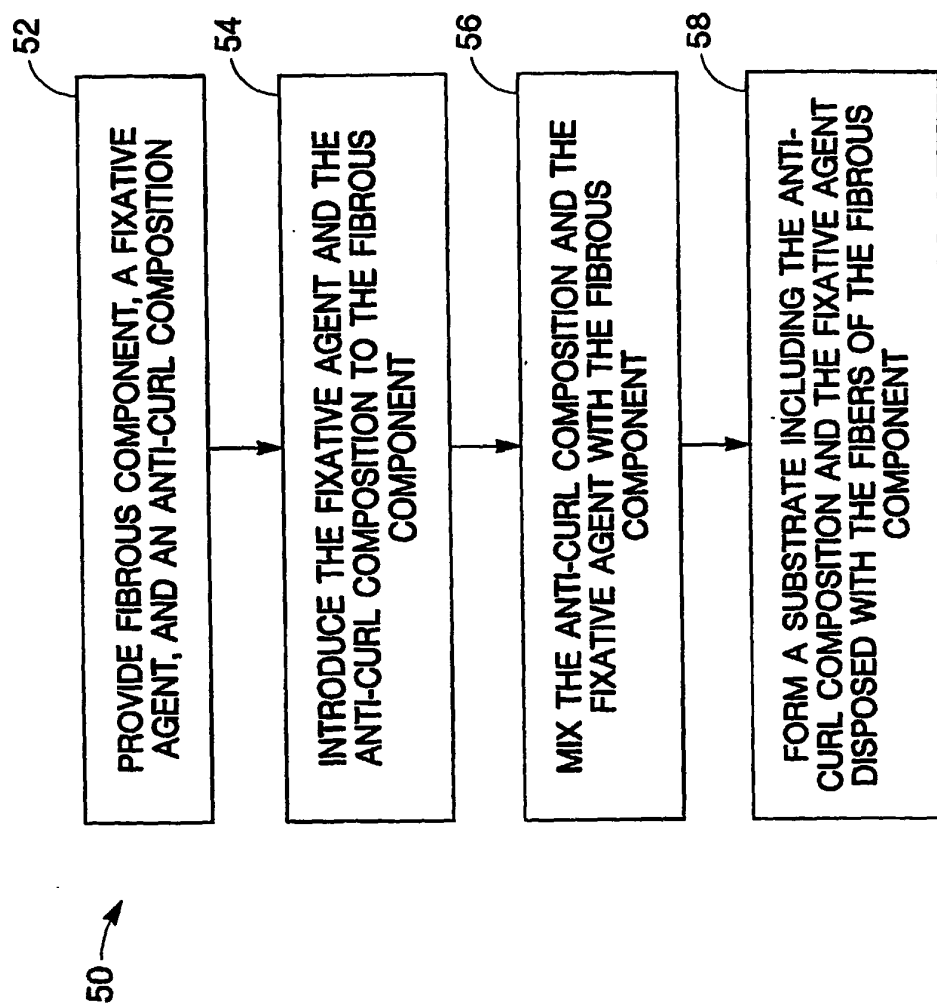 50
52
PROVIDE FIBROUS COMPONENT, A FIXATIVE
AGENT, AND AN ANTI-CURL COMPOSITION
54
INTRODUCE THE FIXATIVE AGENT AND THE
ANTI-CURL COMPOSITION TO THE FIBROUS
COMPONENT
56
MIX THE ANTI-CURL COMPOSITION AND THE
FIXATIVE AGENT WITH THE FIBROUS
COMPONENT
58
FORM A SUBSTRATE INCLUDING THE ANTI-
CURL COMPOSITION AND THE FIXATIVE AGENT
DISPOSED WITH THE FIBERS OF THE FIBROUS
COMPONENT